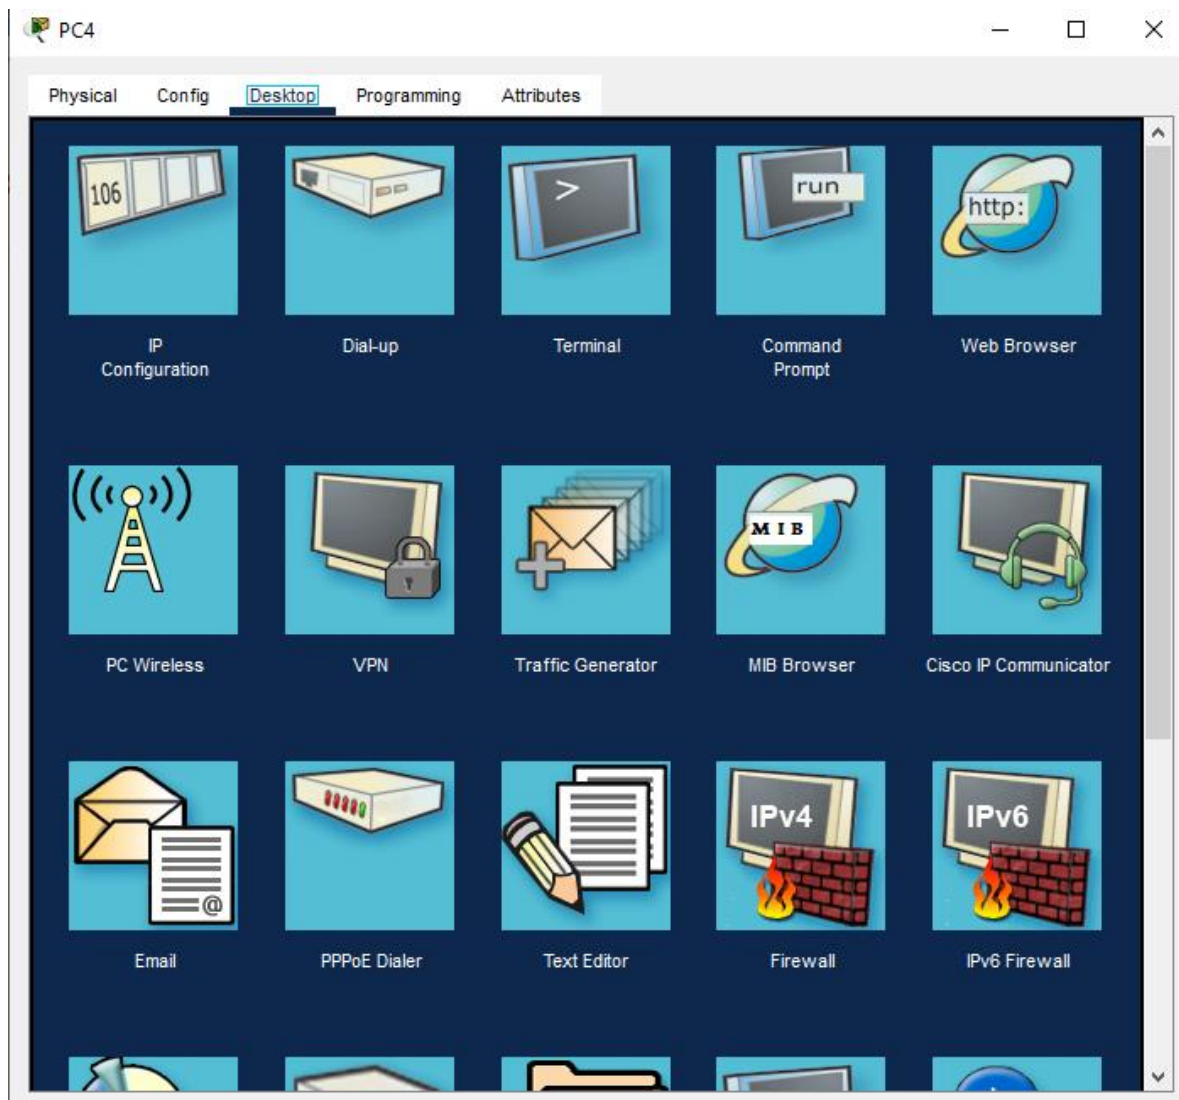 PC4
Physical Config Desktop Programming Attributes
106
>
run
http:
IP
Configuration
Dial-up
Terminal
Command
Prompt
Web Browser
MIB
PC Wireless
VPN
Traffic Generator
MIB Browser
Cisco IP Communicator
@
IPv4
IPv6
Email
PPPoE Dialer
Text Editor
Firewall
IPv6 Firewall